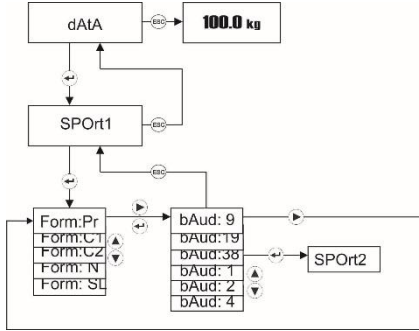 dAtA
ESC
100.0 kg
ESC
SPOrt1
ESC
Form:Pr
Form:C1
Form:C2
Form: N
Form: SL
bAud: 9
bAud:19
bAud:38
bAud: 1
bAud: 2
bAud: 4
SPOrt2